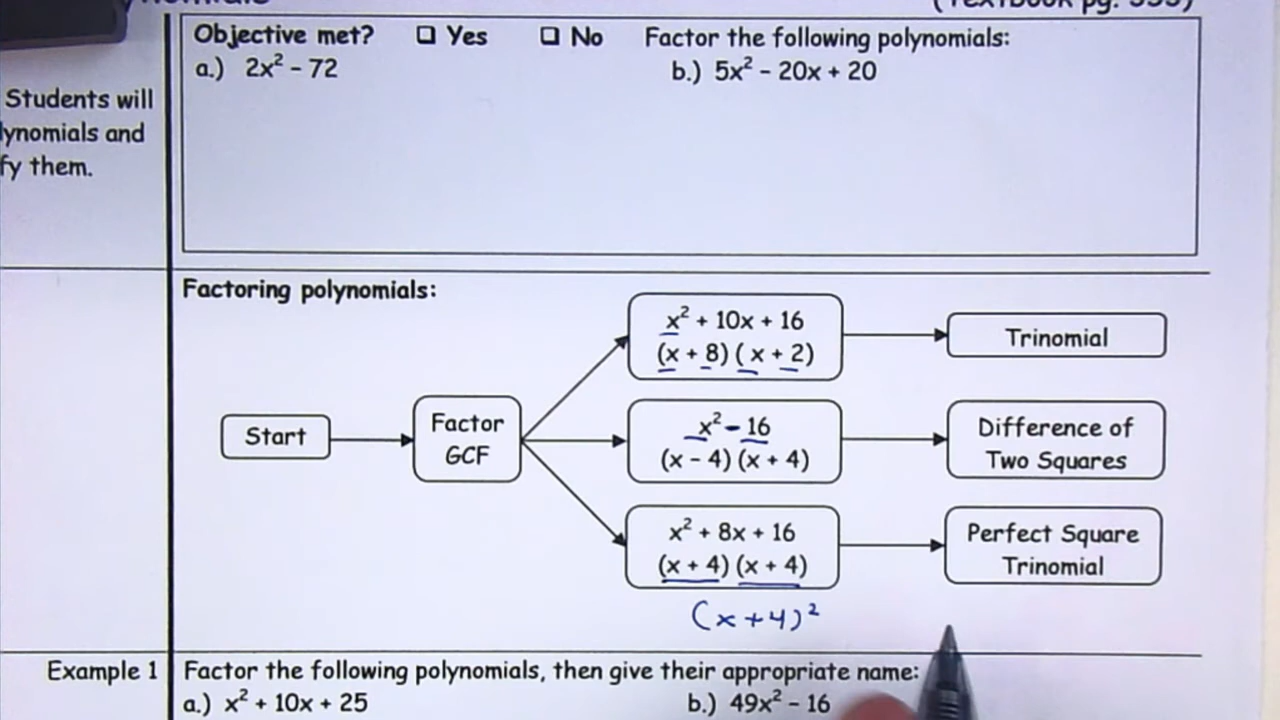 Objective met? ☐ Yes ☐ No Factor the following polynomials:
a.) 2x² – 72 b.) 5x² – 20x + 20
Students will
lynomials and
fy them.
Factoring polynomials:
Start
Factor
GCF
x² + 10x + 16
(x + 8) (x + 2)
Trinomial
x² – 16
(x – 4) (x + 4)
Difference of
Two Squares
x² + 8x + 16
(x + 4) (x + 4)
Perfect Square
Trinomial
(x + 4)²
Example 1 Factor the following polynomials, then give their appropriate name:
a.) x² + 10x + 25 b.) 49x² – 16